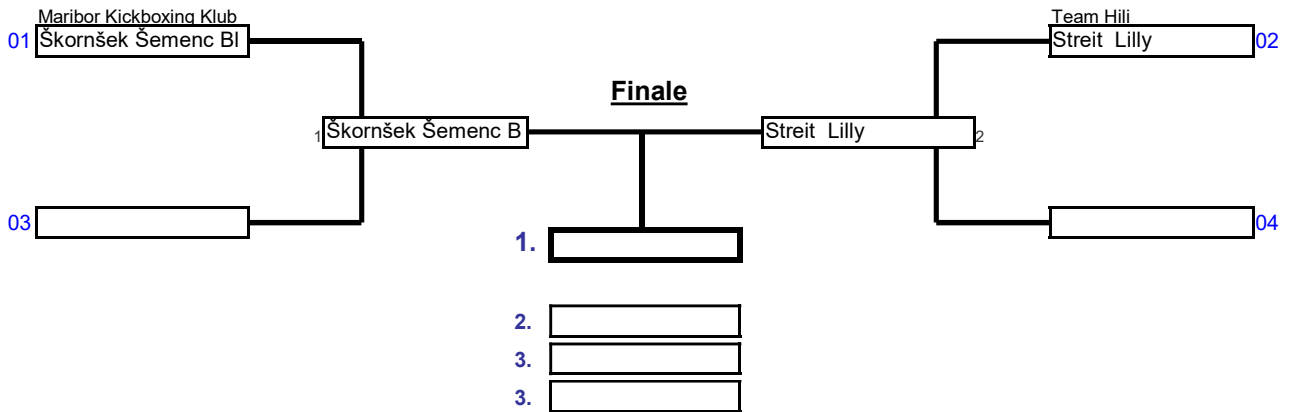 Maribor Kickboxing Klub
Team Hili
01 Škornšek Šemenc Bl
Streit Lilly 02
Finale
1 Škornšek Šemenc B
Streit Lilly 2
03
04
1.
2.
3.
3.